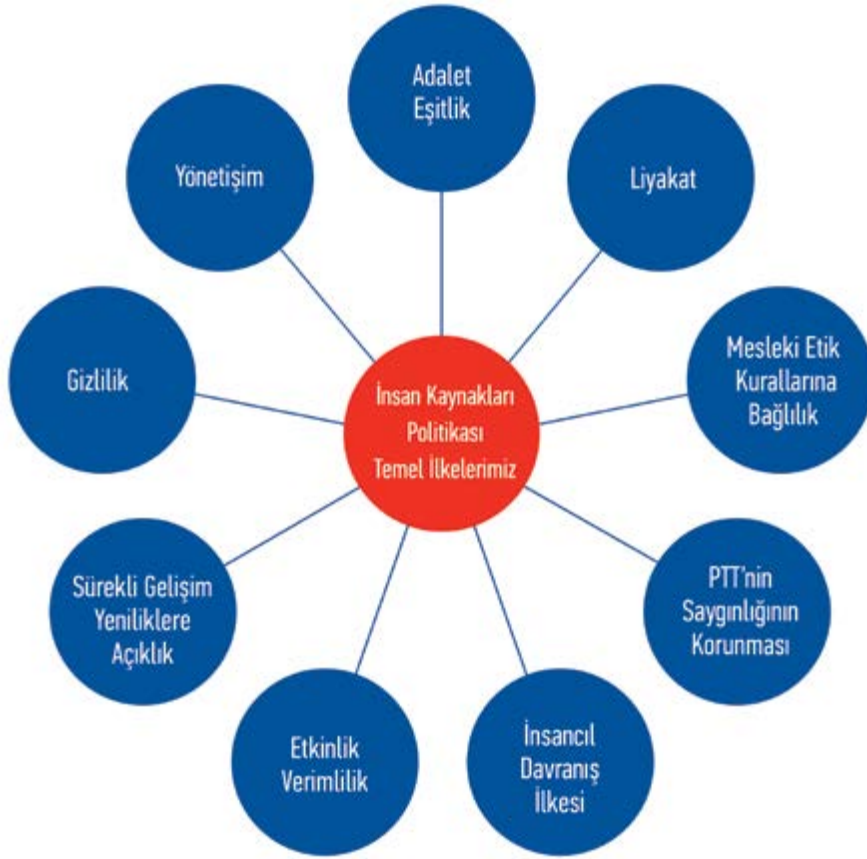 Adalet
Eşitlik
Liyakat
Mesleki Etik
Kurallarına
Bağlılık
PTT'nin
Saygınlığının
Korunması
İnsancıl
Davranış
İlkesi
Etkinlik
Verimlilik
Sürekli Gelişim
Yeniliklere
Açıklık
Gizlilik
Yönetişim
İnsan Kaynakları
Politikası
Temel İlkelerimiz